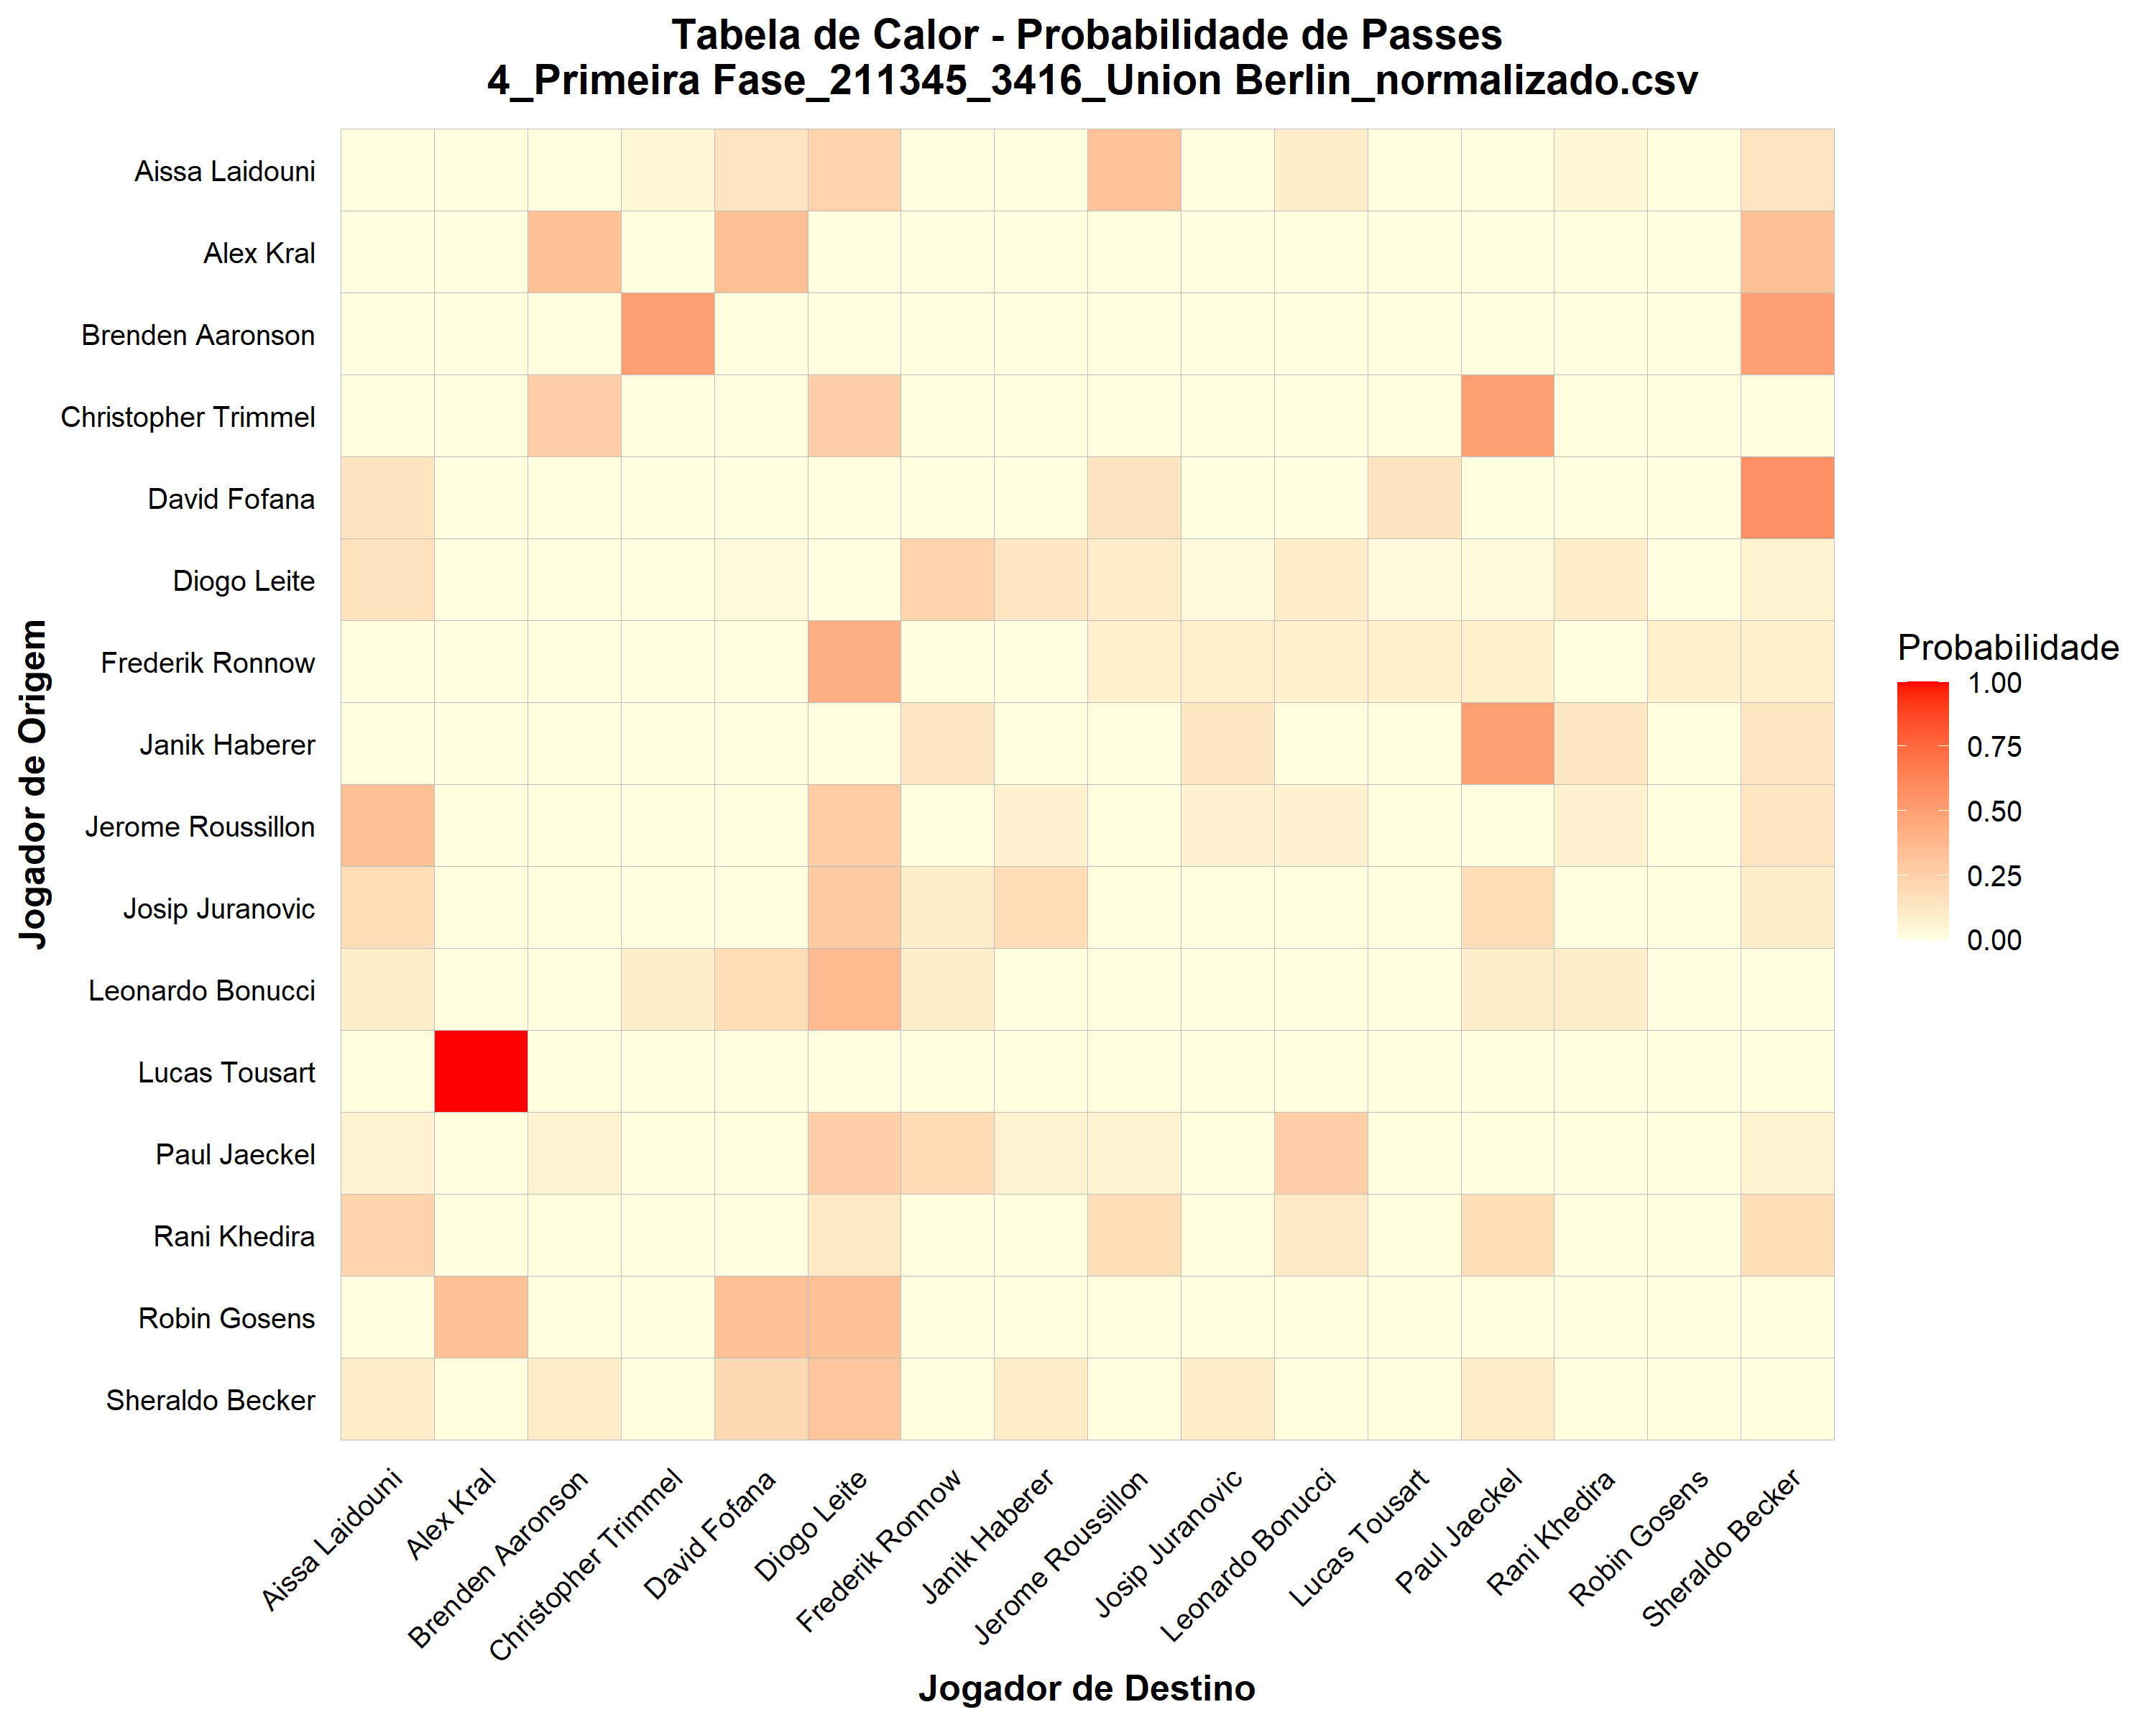 Tabela de Calor - Probabilidade de Passes
4_Primeira Fase_211345_3416_Union Berlin_normalizado.csv
Jogador de Origem
Aissa Laidouni
Alex Kral
Brenden Aaronson
Christopher Trimmel
David Fofana
Diogo Leite
Frederik Ronnow
Janik Haberer
Jerome Roussillon
Josip Juranovic
Leonardo Bonucci
Lucas Tousart
Paul Jaeckel
Rani Khedira
Robin Gosens
Sheraldo Becker
Aissa Laidouni
Alex Kral
Brenden Aaronson
Christopher Trimmel
David Fofana
Diogo Leite
Frederik Ronnow
Janik Haberer
Jerome Roussillon
Josip Juranovic
Leonardo Bonucci
Lucas Tousart
Paul Jaeckel
Rani Khedira
Robin Gosens
Sheraldo Becker
Jogador de Destino
Probabilidade
1.00
0.75
0.50
0.25
0.00